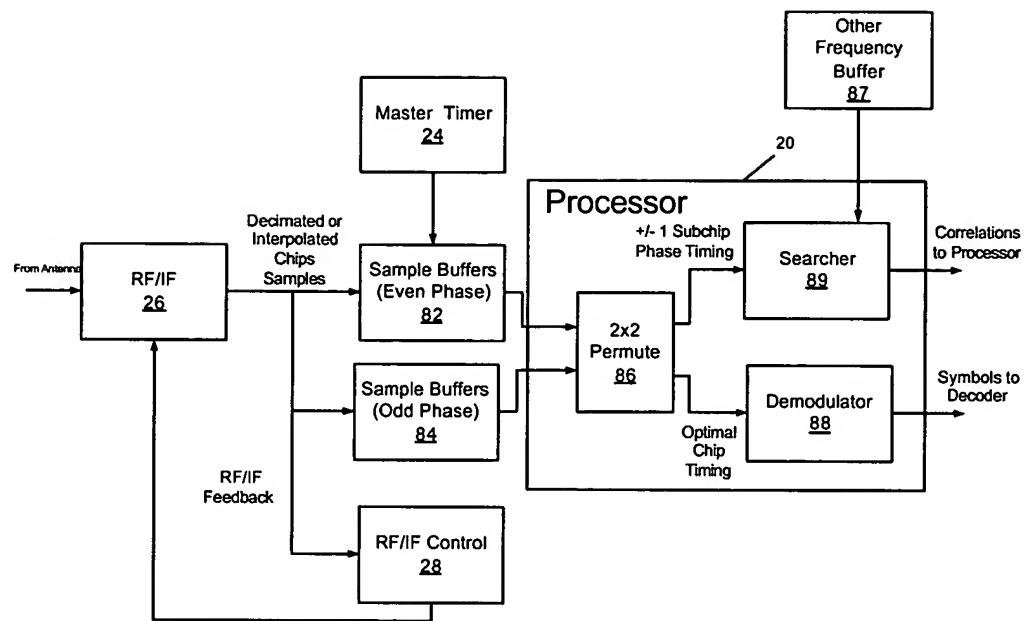 Other
Frequency
Buffer
87
Master Timer
24
20
Processor
Decimated or
Interpolated
Chips
Samples
+/- 1 Subchip
Phase Timing
Correlations
to Processor
From Antenna
RF/IF
26
Sample Buffers
(Even Phase)
82
Searcher
89
2x2
Permute
86
Sample Buffers
(Odd Phase)
84
Optimal
Chip
Timing
Demodulator
88
Symbols to
Decoder
RF/IF
Feedback
RF/IF Control
28